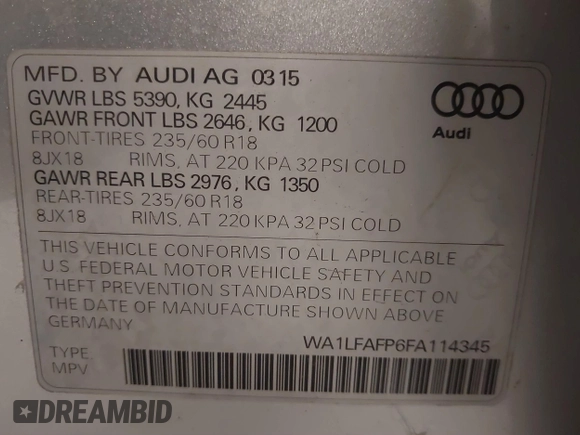 MFD. BY AUDI AG 0315
GVWR LBS 5390, KG 2445
GAWR FRONT LBS 2646, KG 1200
FRONT-TIRES 235/60 R18
8JX18 RIMS, AT 220 KPA 32 PSI COLD
GAWR REAR LBS 2976, KG 1350
REAR-TIRES 235/60 R18
8JX18 RIMS, AT 220 KPA 32 PSI COLD
Audi
THIS VEHICLE CONFORMS TO ALL APPLICABLE
U.S. FEDERAL MOTOR VEHICLE SAFETY AND
THEFT PREVENTION STANDARDS IN EFFECT ON
THE DATE OF MANUFACTURE SHOWN ABOVE
GERMANY
WA1LFAFP6FA114345
TYPE:
MPV
DREAMBID